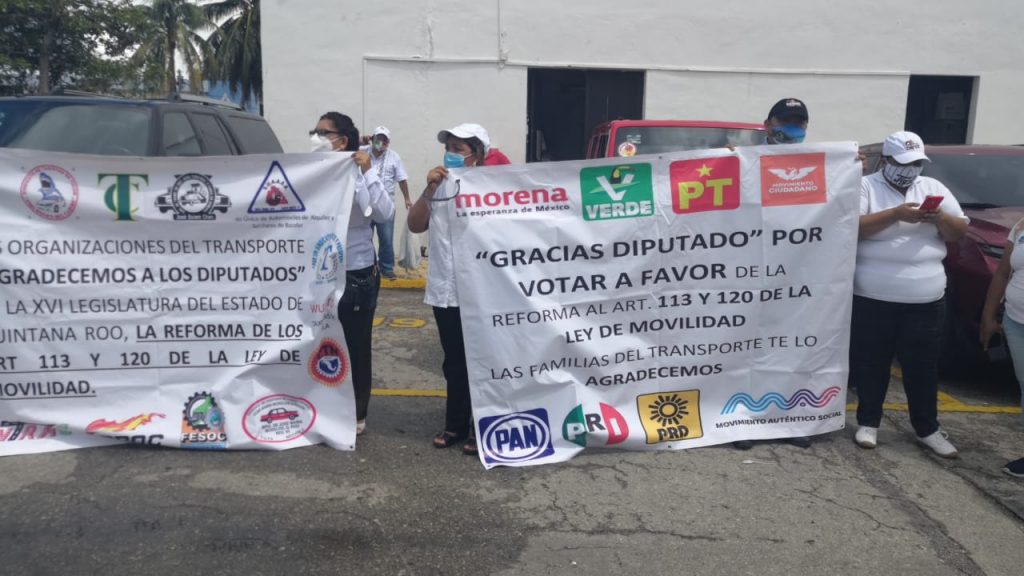 TC
S ORGANIZACIONES DEL TRANSPORTE
GRADECEMOS A LOS DIPUTADOS"
LA XVI LEGISLATURA DEL ESTADO DE
UINTANA ROO, LA REFORMA DE LOS
RT 113 Y 120 DE LA LEY DE
MOVILIDAD.
FESOC
morena
La esperanza de México
VERDE
PT
MOVIMIENTO
CIUDADANO
"GRACIAS DIPUTADO" POR
VOTAR A FAVOR DE LA
REFORMA AL ART. 113 Y 120 DE LA
LEY DE MOVILIDAD
LAS FAMILIAS DEL TRANSPORTE TE LO
AGRADECEMOS
PAN
PRI
PRD
MOVIMIENTO AUTÉNTICO SOCIAL